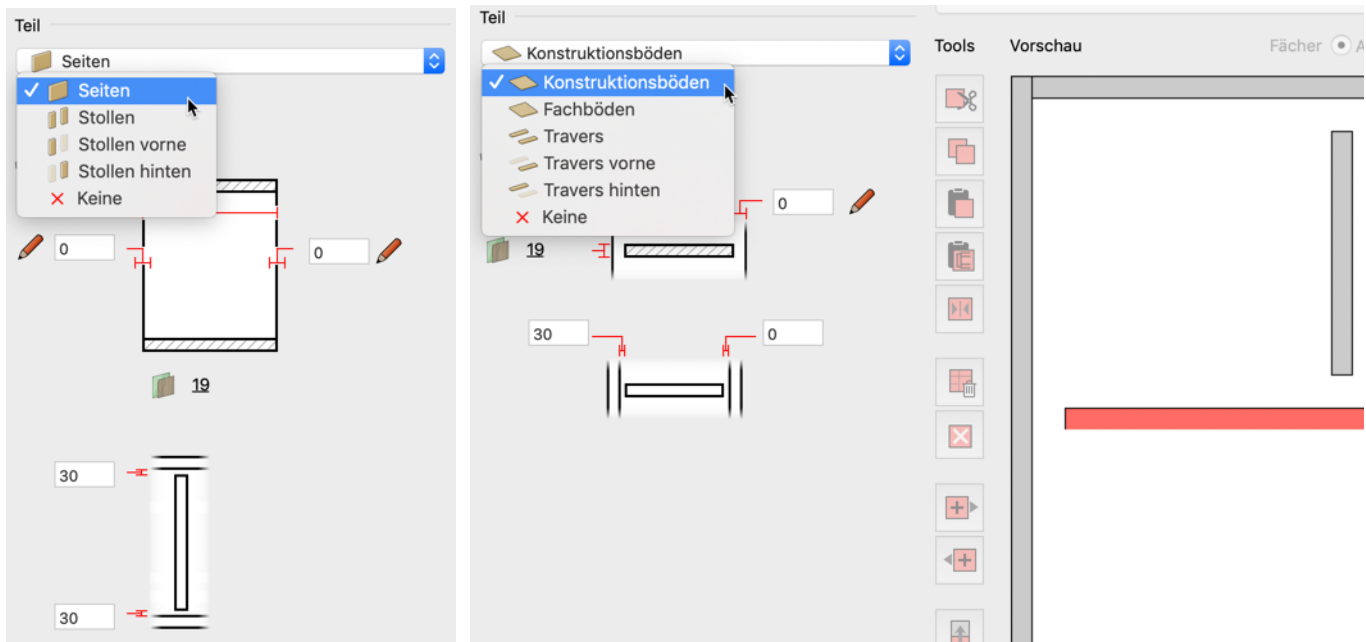 Teil
Seiten
Seiten
Stollen
Stollen vorne
Stollen hinten
Keine
0
0
19
30
30
Teil
Konstruktionsböden
Konstruktionsböden
Fachböden
Travers
Travers vorne
Travers hinten
Keine
0
19
30
0
Tools
Vorschau
Fächer
A